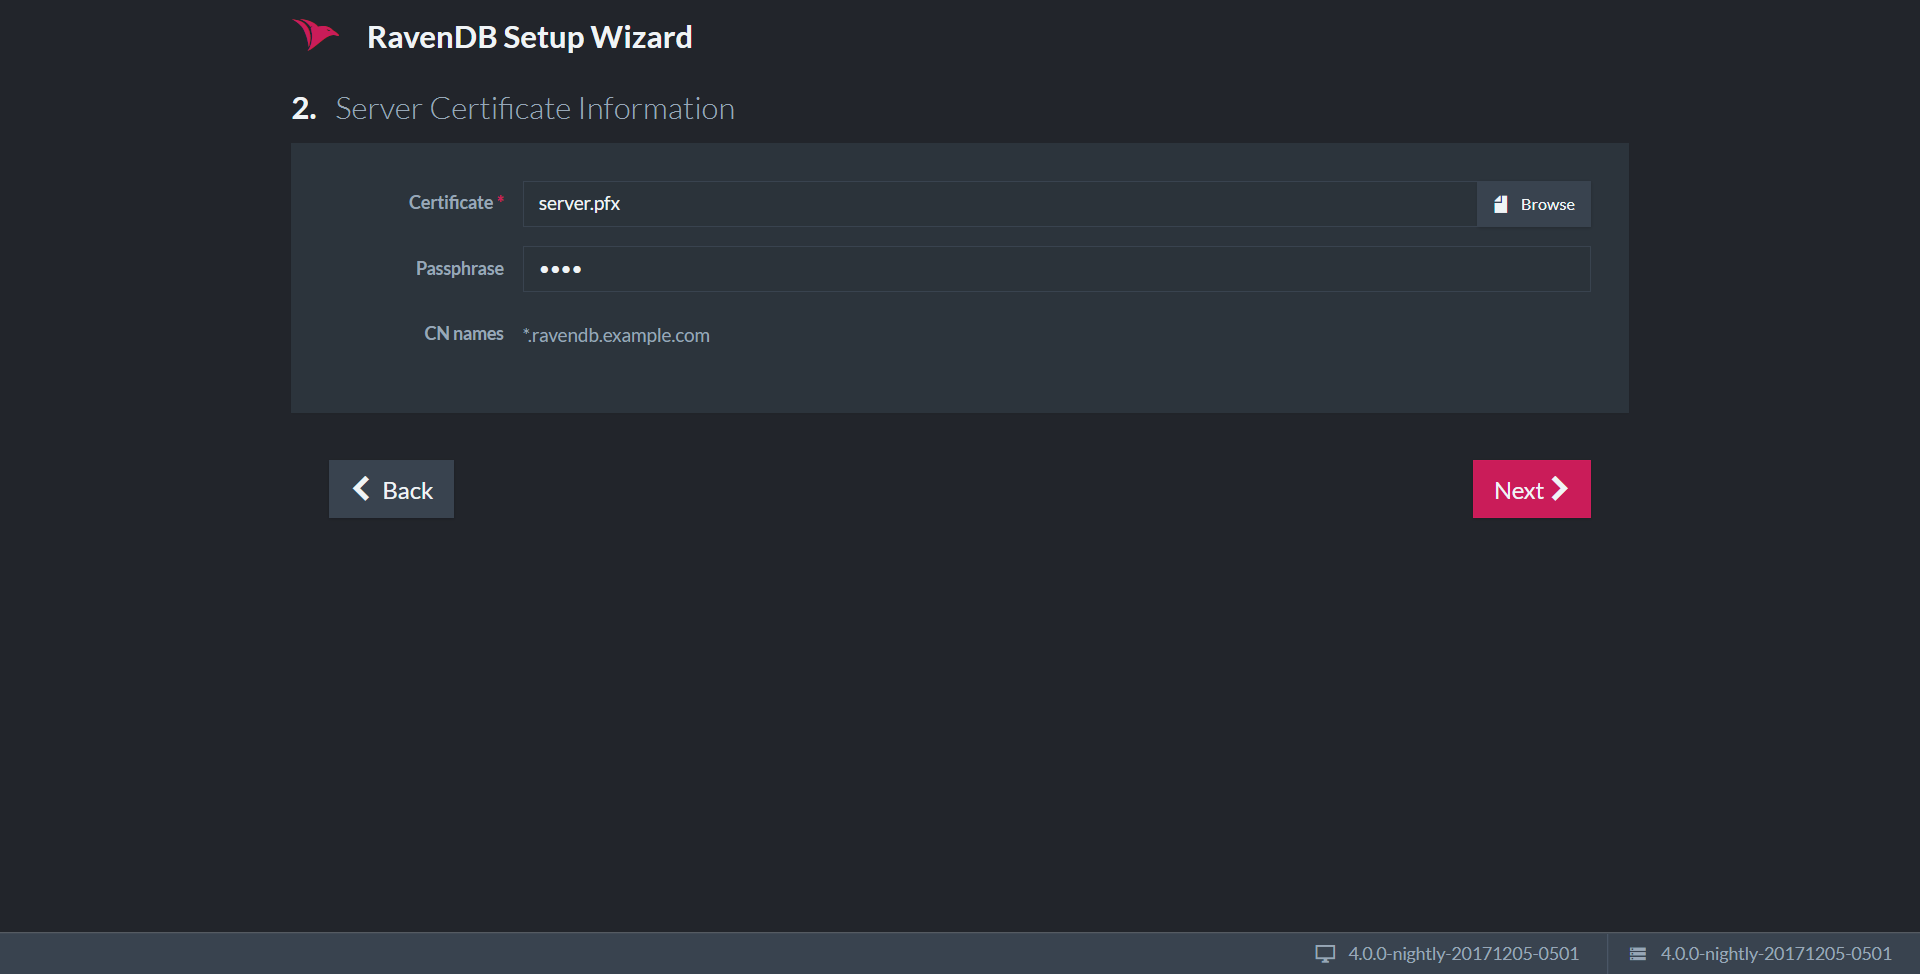 RavenDB Setup Wizard
2. Server Certificate Information
Certificate * server.pfx Browse
Passphrase ••••
CN names *.ravendb.example.com
Back Next
4.0.0-nightly-20171205-0501 4.0.0-nightly-20171205-0501